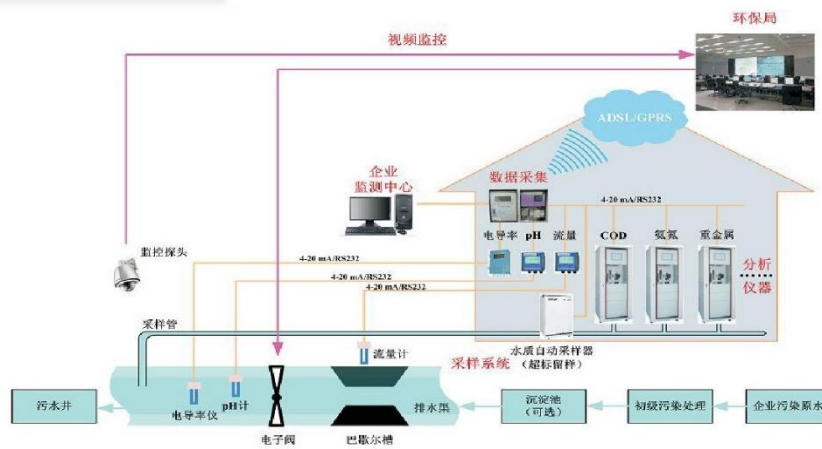 环保局
视频监控
ADSL/GPRS
企业
监测中心
数据采集
4-20 mA/RS232
电导率
pH
流量
COD
氨氮
重金属
监控探头
4-20 mA/RS232
4-20 mA/RS232
4-20 mA/RS232
分析
仪器
采样管
流量计
采样系统
水质自动采样器
(超标留样)
污水井
电导率仪
pH计
电子阀
巴歇尔槽
排水渠
沉淀池
(可选)
初级污染处理
企业污染原水